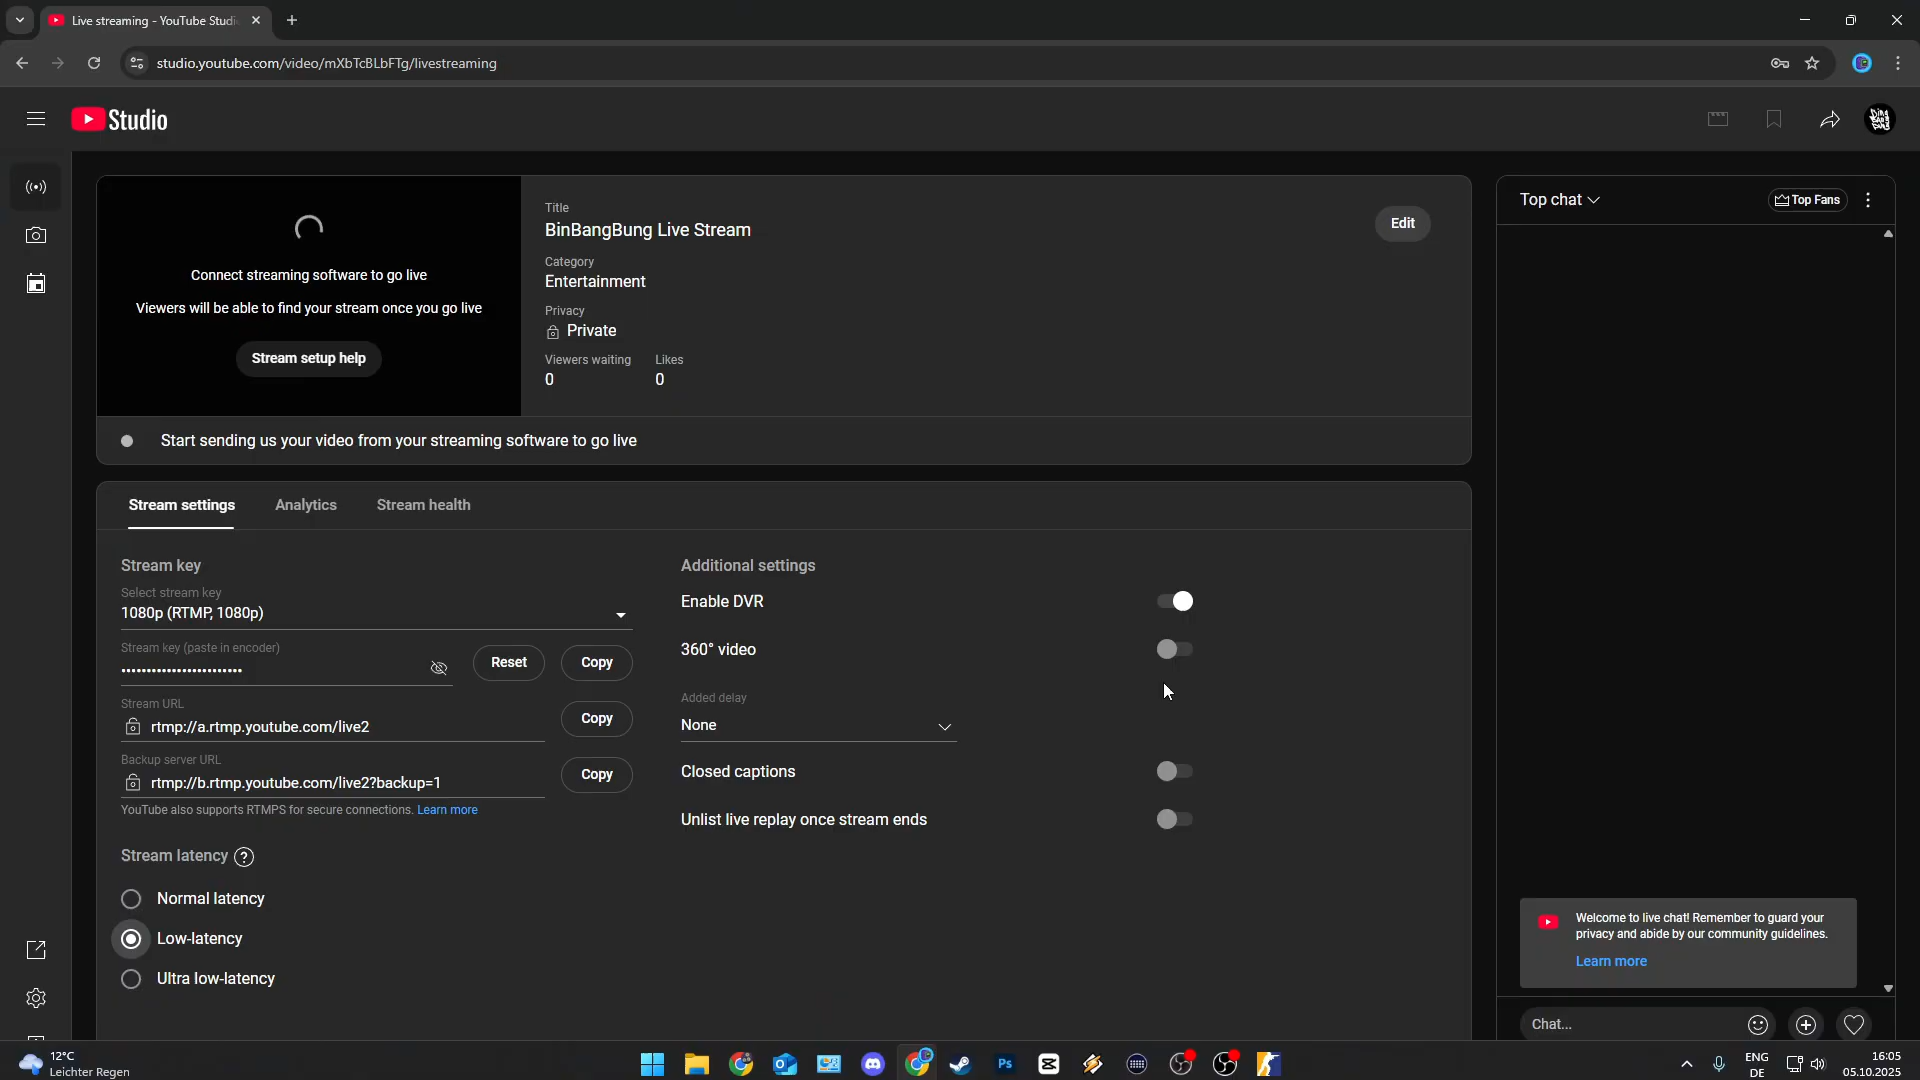 Live streaming - YouTube Studi
studio.youtube.com/video/mXbTcBLbFTg/livestreaming
Studio
Connect streaming software to go live
Viewers will be able to find your stream once you go live
Stream setup help
Title
BinBangBung Live Stream
Edit
Category
Entertainment
Privacy
Private
Viewers waiting
Likes
0
0
Start sending us your video from your streaming software to go live
Top chat
Top Fans
Stream settings
Analytics
Stream health
Stream key
Select stream key
1080p (RTMP, 1080p)
Stream key (paste in encoder)
••••••••••••••••••••••••
Reset
Copy
Stream URL
rtmp://a.rtmp.youtube.com/live2
Copy
Backup server URL
rtmp://b.rtmp.youtube.com/live2?backup=1
Copy
YouTube also supports RTMPS for secure connections. Learn more
Stream latency
Normal latency
Low-latency
Ultra low-latency
Additional settings
Enable DVR
360° video
Added delay
None
Closed captions
Unlist live replay once stream ends
Welcome to live chat! Remember to guard your
privacy and abide by our community guidelines.
Learn more
Chat...
12°C
Leichter Regen
Ps
ENG
DE
16:05
05.10.2025